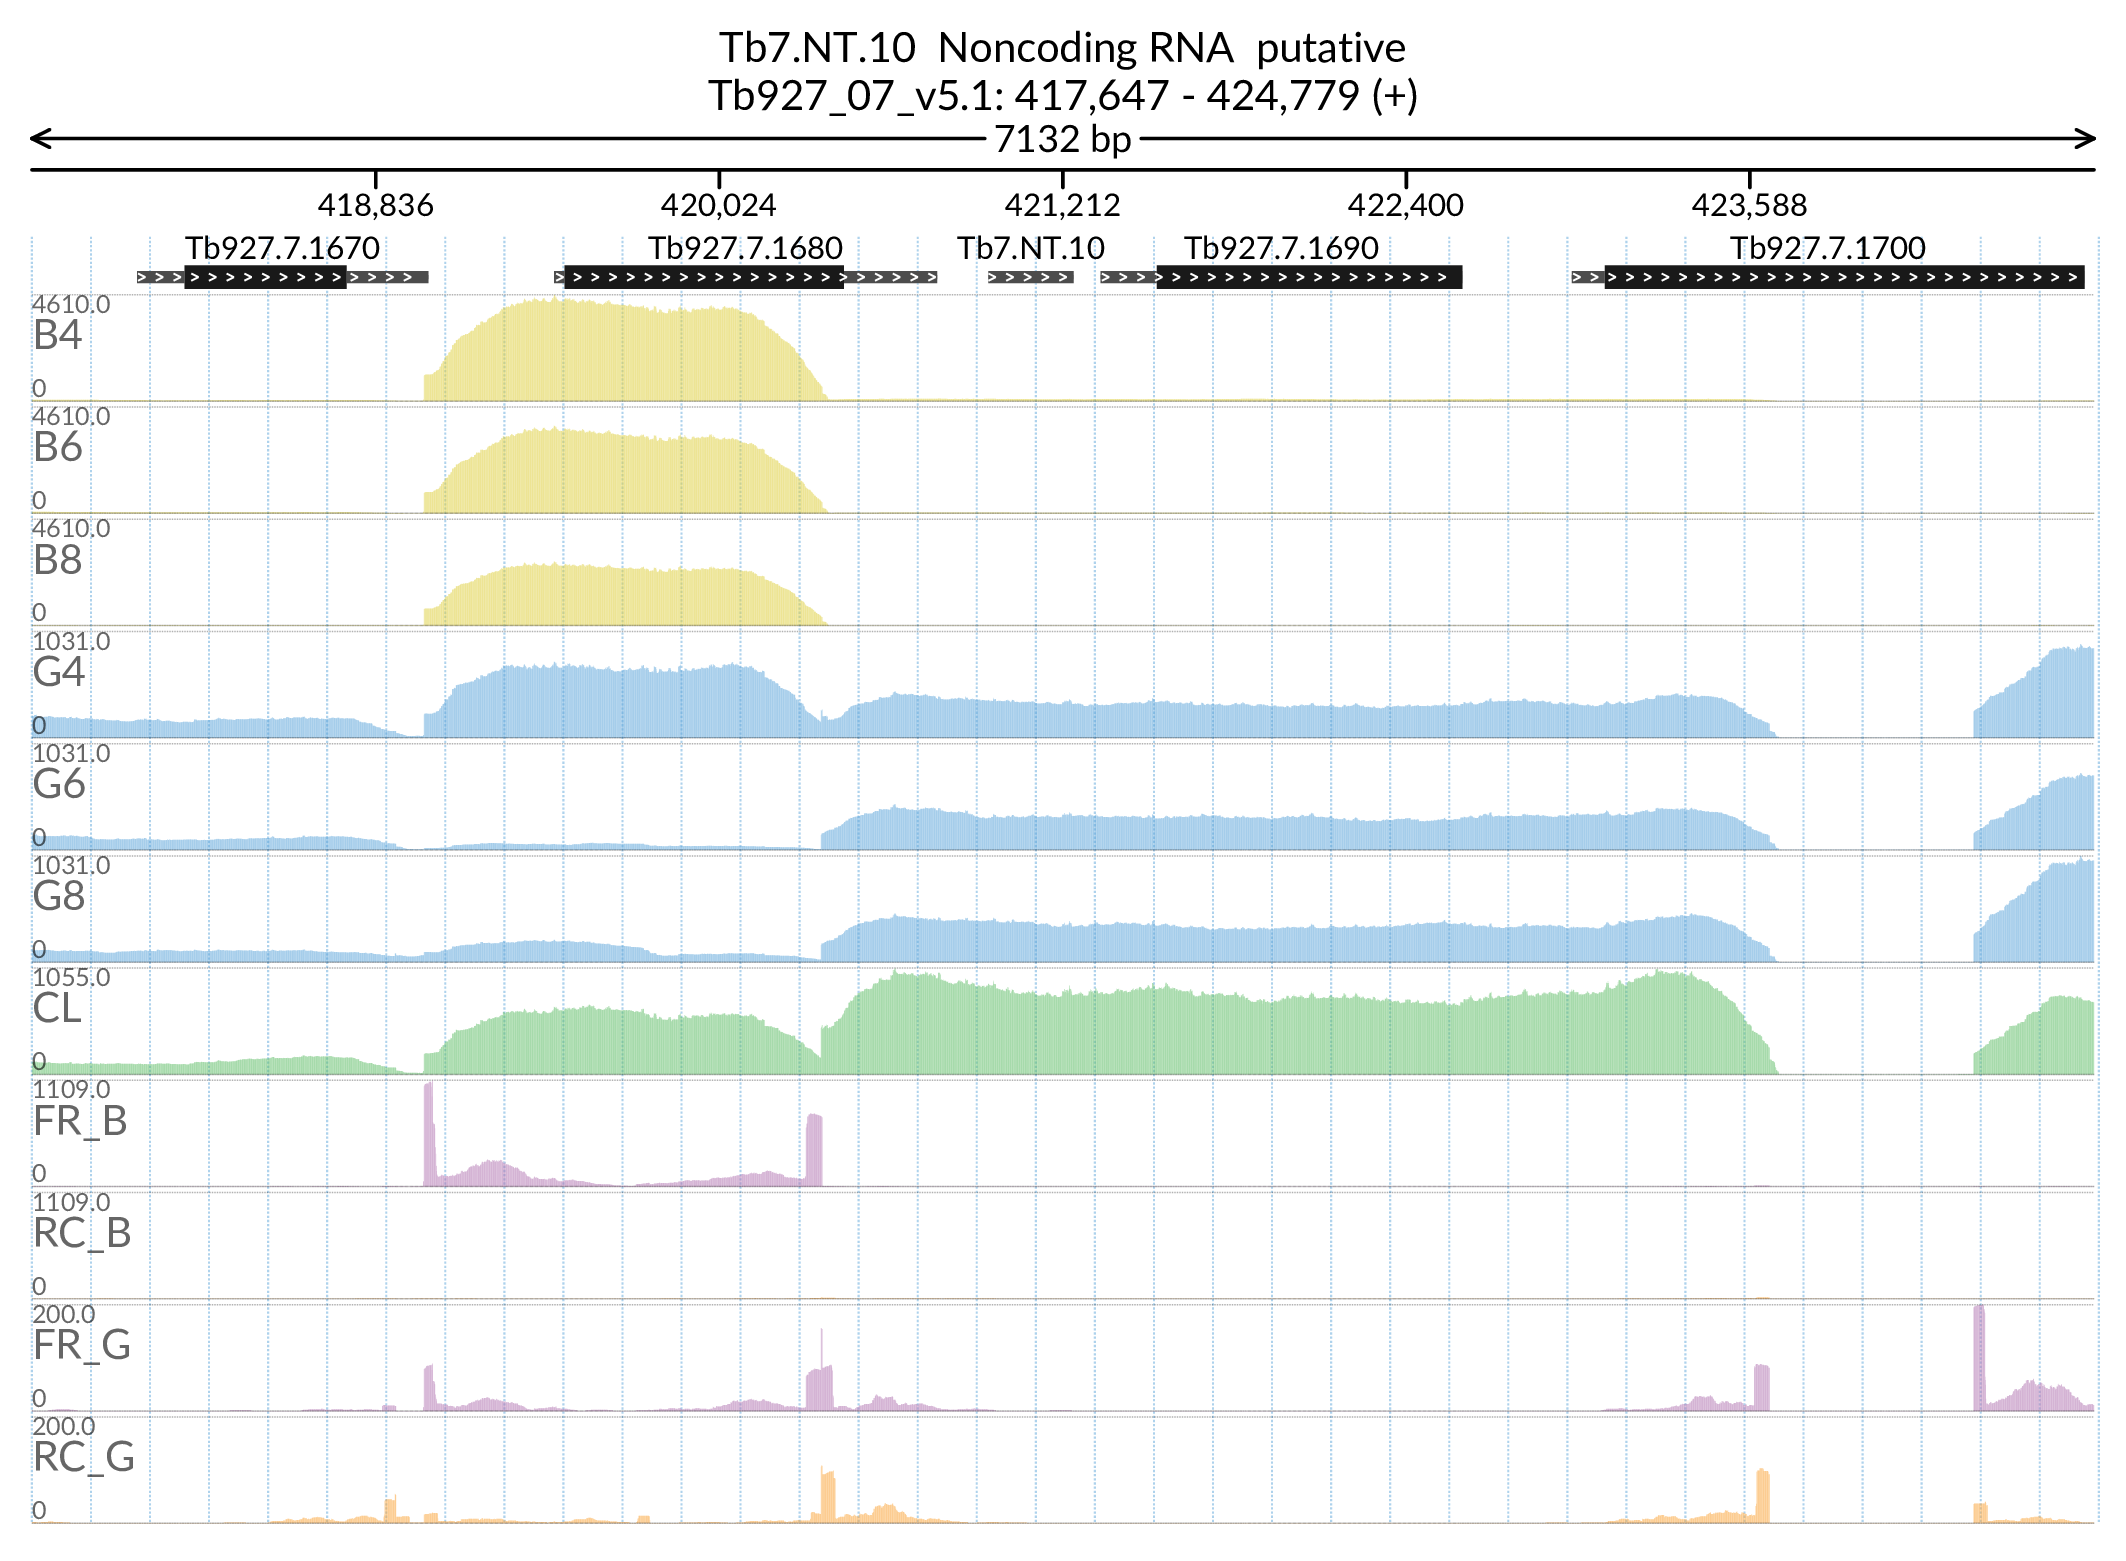 Tb7.NT.10  Noncoding RNA  putative
Tb927_07_v5.1: 417,647 - 424,779 (+)
7132 bp
418,836 420,024 421,212 422,400 423,588
Tb927.7.1670 Tb927.7.1680 Tb7.NT.10 Tb927.7.1690 Tb927.7.1700
4610.0
B4
0
4610.0
B6
0
4610.0
B8
0
1031.0
G4
0
1031.0
G6
0
1031.0
G8
0
1055.0
CL
0
1109.0
FR_B
0
1109.0
RC_B
0
200.0
FR_G
0
200.0
RC_G
0